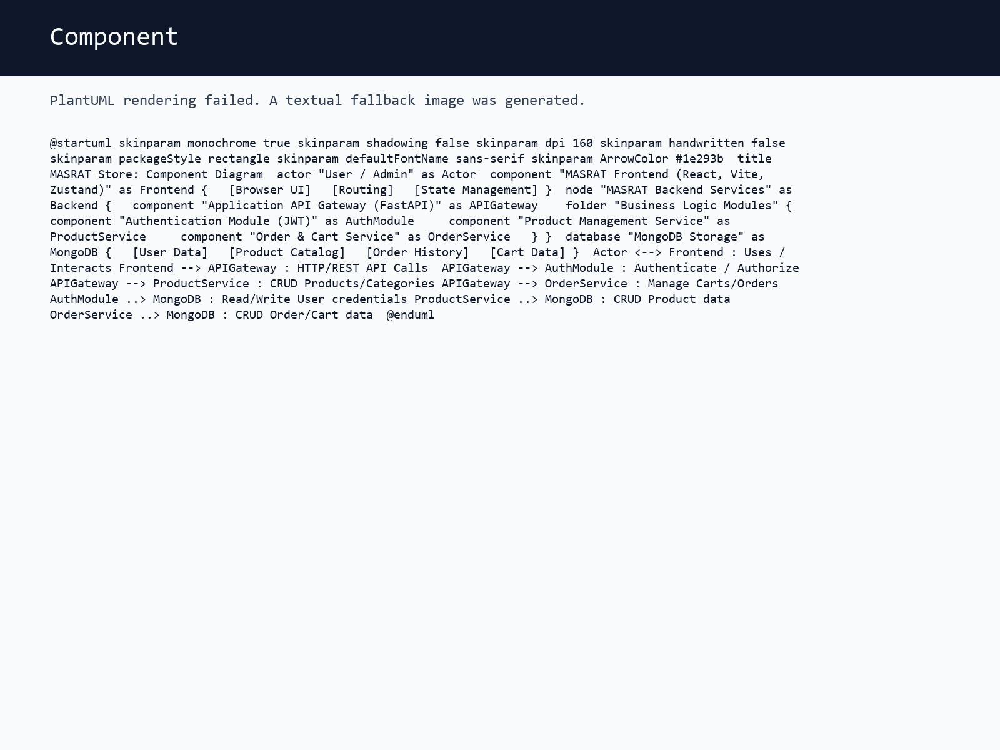 Component
PlantUML rendering failed. A textual fallback image was generated.
@startuml skinparam monochrome true skinparam shadowing false skinparam dpi 160 skinparam handwritten false
skinparam packageStyle rectangle skinparam defaultFontName sans-serif skinparam ArrowColor #1e293b  title
MASRAT Store: Component Diagram  actor "User / Admin" as Actor  component "MASRAT Frontend (React, Vite,
Zustand)" as Frontend {   [Browser UI]   [Routing]   [State Management] }  node "MASRAT Backend Services" as
Backend {   component "Application API Gateway (FastAPI)" as APIGateway    folder "Business Logic Modules" {
component "Authentication Module (JWT)" as AuthModule     component "Product Management Service" as
ProductService     component "Order & Cart Service" as OrderService   } }  database "MongoDB Storage" as
MongoDB {   [User Data]   [Product Catalog]   [Order History]   [Cart Data] }  Actor <--> Frontend : Uses /
Interacts Frontend --> APIGateway : HTTP/REST API Calls  APIGateway --> AuthModule : Authenticate / Authorize
APIGateway --> ProductService : CRUD Products/Categories APIGateway --> OrderService : Manage Carts/Orders
AuthModule ..> MongoDB : Read/Write User credentials ProductService ..> MongoDB : CRUD Product data
OrderService ..> MongoDB : CRUD Order/Cart data  @enduml